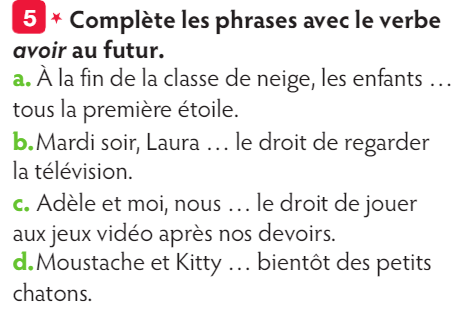 5 * Complète les phrases avec le verbe
avoir au futur.
a. À la fin de la classe de neige, les enfants …
tous la première étoile.
b. Mardi soir, Laura … le droit de regarder
la télévision.
c. Adèle et moi, nous … le droit de jouer
aux jeux vidéo après nos devoirs.
d. Moustache et Kitty … bientôt des petits
chatons.